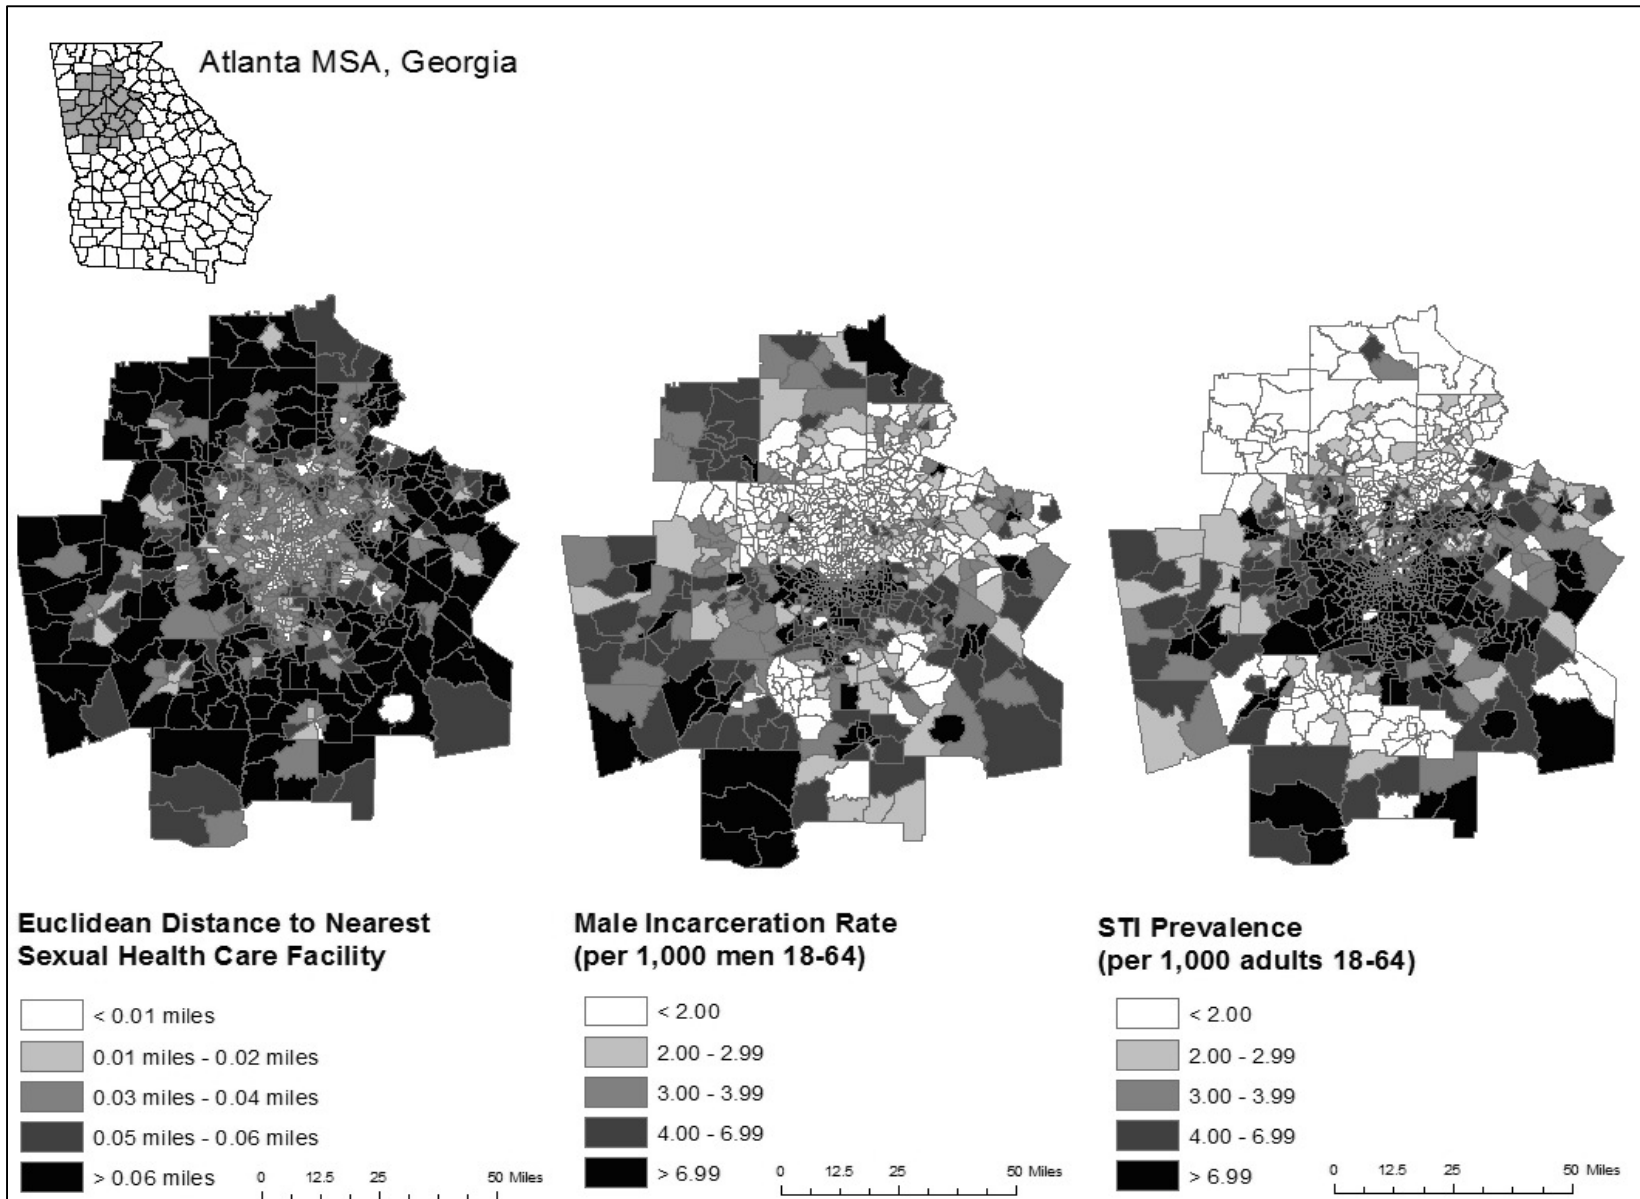 Atlanta MSA, Georgia
Euclidean Distance to Nearest
Sexual Health Care Facility
< 0.01 miles
0.01 miles - 0.02 miles
0.03 miles - 0.04 miles
0.05 miles - 0.06 miles
> 0.06 miles
0 12.5 25 50 Miles
Male Incarceration Rate
(per 1,000 men 18-64)
< 2.00
2.00 - 2.99
3.00 - 3.99
4.00 - 6.99
> 6.99
0 12.5 25 50 Miles
STI Prevalence
(per 1,000 adults 18-64)
< 2.00
2.00 - 2.99
3.00 - 3.99
4.00 - 6.99
> 6.99
0 12.5 25 50 Miles